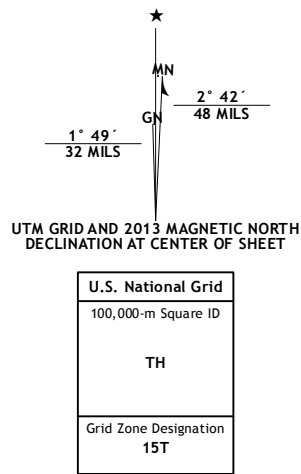 ★
MN
GN
2° 42´
48 MILS
1° 49´
32 MILS
UTM GRID AND 2013 MAGNETIC NORTH
DECLINATION AT CENTER OF SHEET
U.S. National Grid
100,000-m Square ID
TH
Grid Zone Designation
15T